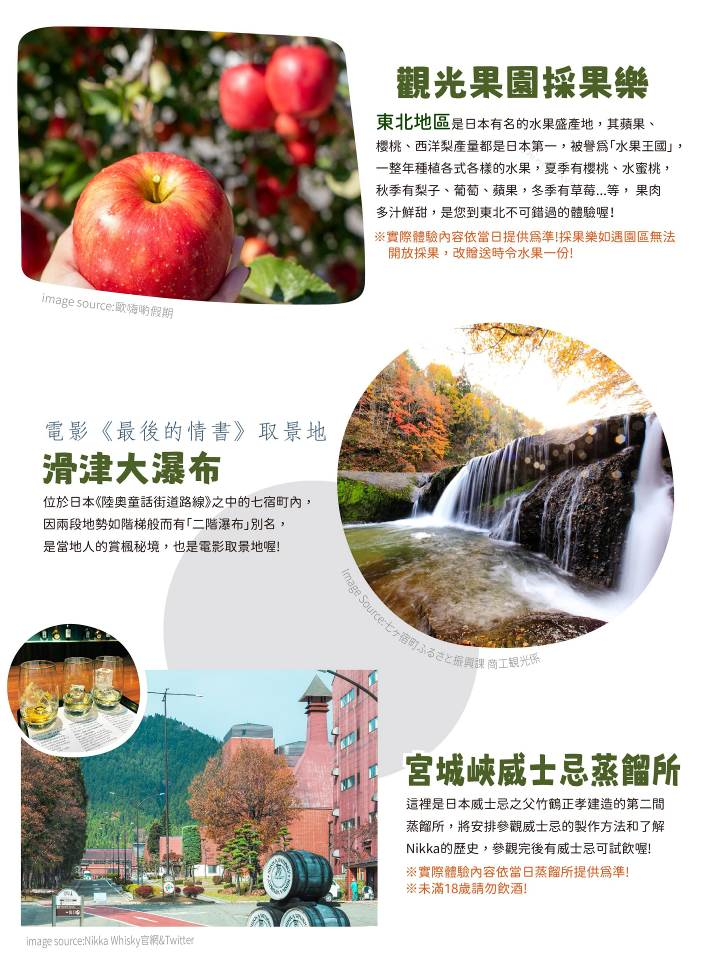 觀光果園採果樂
東北地區是日本有名的水果盛產地，其蘋果、
櫻桃、西洋梨產量都是日本第一，被譽爲「水果王國」，
一整年種植各式各樣的水果，夏季有櫻桃、水蜜桃，
秋季有梨子、葡萄、蘋果，冬季有草莓...等， 果肉
多汁鮮甜，是您到東北不可錯過的體驗喔！
※實際體驗內容依當日提供爲準!採果樂如遇園區無法
開放採果，改贈送時令水果一份!
image source:歐嗨喲假期
電影《最後的情書》取景地
滑津大瀑布
位於日本《陸奧童話街道路線》之中的七宿町內，
因兩段地勢如階梯般而有「二階瀑布」別名，
是當地人的賞楓秘境，也是電影取景地喔!
Image Source:七ヶ宿町ふるさと振興課 商工観光係
宮城峽威士忌蒸餾所
這裡是日本威士忌之父竹鶴正孝建造的第二間
蒸餾所，將安排參觀威士忌的製作方法和了解
Nikka的歷史，參觀完後有威士忌可試飲喔!
※實際體驗內容依當日蒸餾所提供爲準!
※未滿18歲請勿飲酒!
image source:Nikka Whisky官網&Twitter